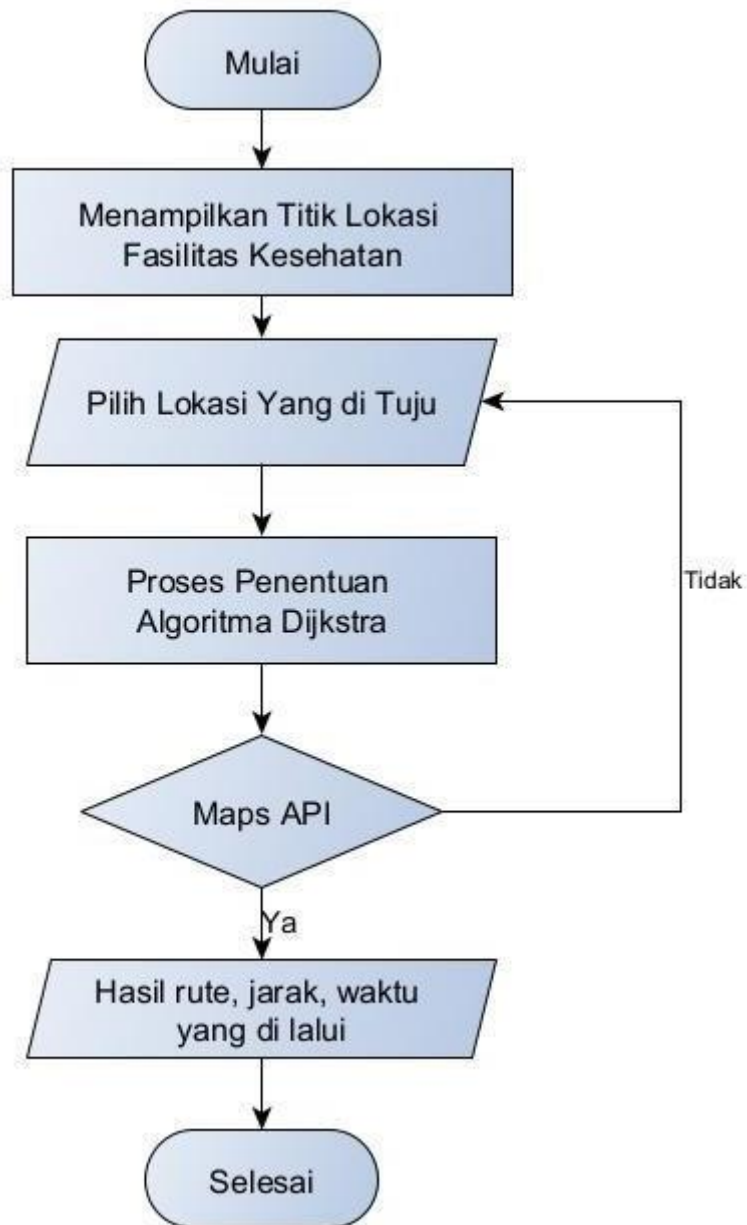 Mulai
Menampilkan Titik Lokasi
Fasilitas Kesehatan
Pilih Lokasi Yang di Tuju
Proses Penentuan
Algoritma Dijkstra
Tidak
Maps API
Ya
Hasil rute, jarak, waktu
yang di lalui
Selesai